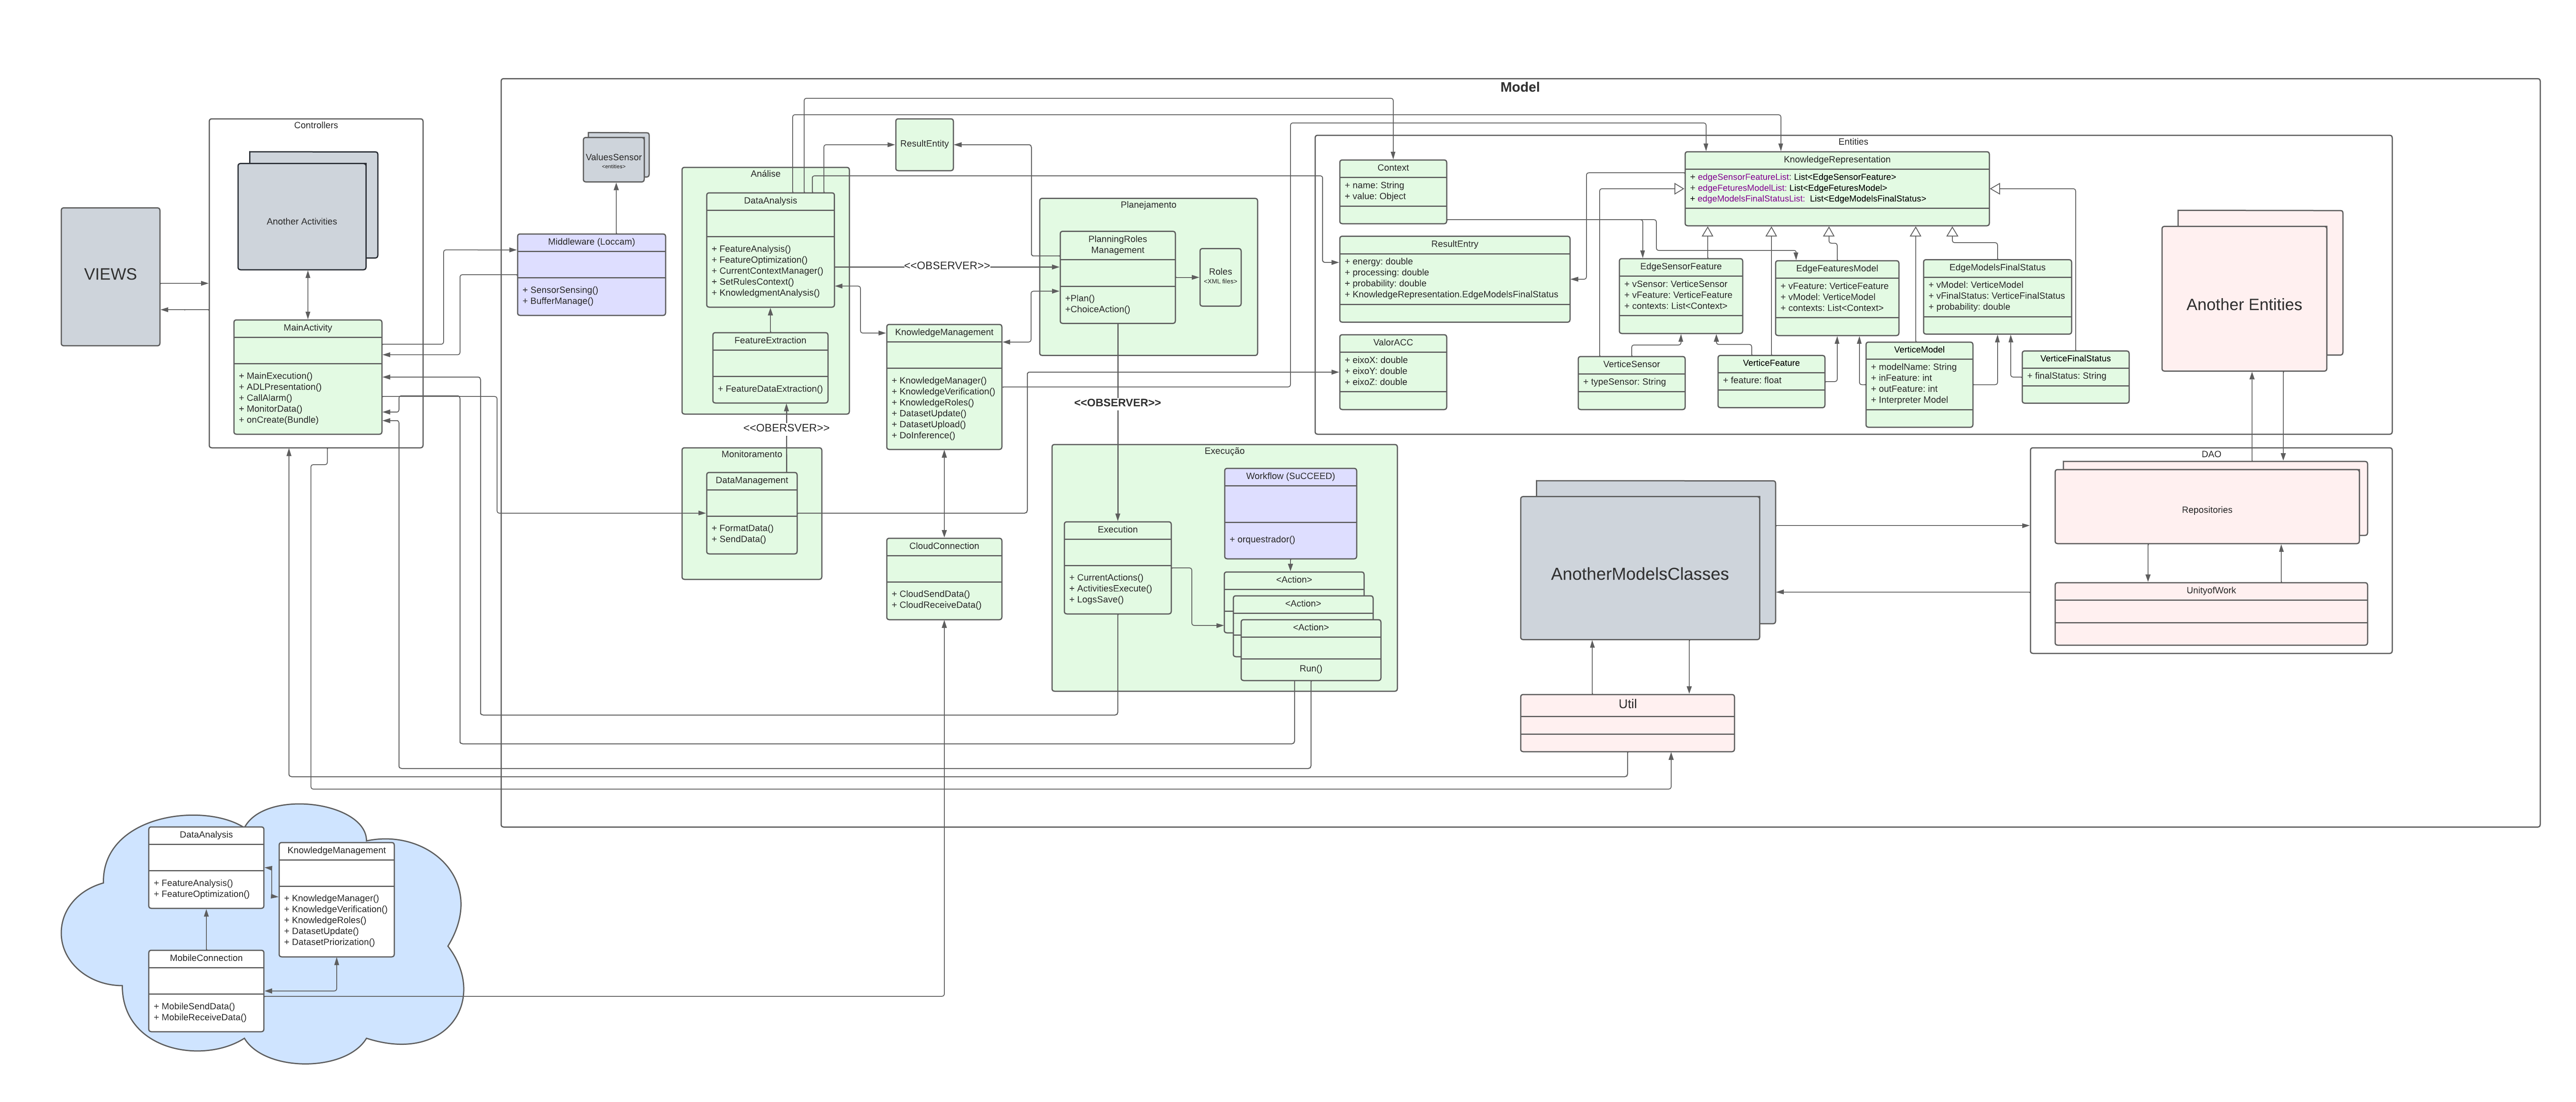 Model
Controllers
Another Activities
VIEWS
MainActivity
+ MainExecution()
+ ADLPresentation()
+ CallAlarm()
+ MonitorData()
+ onCreate(Bundle)
ValuesSensor
<entities>
Middleware (Loccam)
+ SensorSensing()
+ BufferManage()
Análise
DataAnalysis
+ FeatureAnalysis()
+ FeatureOptimization()
+ CurrentContextManager()
+ SetRulesContext()
+ KnowledgmentAnalysis()
FeatureExtraction
+ FeatureDataExtraction()
<<OBERSVER>>
Monitoramento
DataManagement
+ FormatData()
+ SendData()
ResultEntity
<<OBSERVER>>
KnowledgeManagement
+ KnowledgeManager()
+ KnowledgeVerification()
+ KnowledgeRoles()
+ DatasetUpdate()
+ DatasetUpload()
+ DoInference()
CloudConnection
+ CloudSendData()
+ CloudReceiveData()
Planejamento
PlanningRoles
Management
+Plan()
+ChoiceAction()
Roles
<XML files>
<<OBSERVER>>
Execução
Execution
+ CurrentActions()
+ ActivitiesExecute()
+ LogsSave()
Workflow (SuCCEED)
+ orquestrador()
<Action>
<Action>
<Action>
Run()
Entities
Context
+ name: String
+ value: Object
ResultEntry
+ energy: double
+ processing: double
+ probability: double
+ KnowledgeRepresentation.EdgeModelsFinalStatus
ValorACC
+ eixoX: double
+ eixoY: double
+ eixoZ: double
KnowledgeRepresentation
+ edgeSensorFeatureList: List<EdgeSensorFeature>
+ edgeFeturesModelList: List<EdgeFeturesModel>
+ edgeModelsFinalStatusList: List<EdgeModelsFinalStatus>
EdgeSensorFeature
+ vSensor: VerticeSensor
+ vFeature: VerticeFeature
+ contexts: List<Context>
EdgeFeaturesModel
+ vFeature: VerticeFeature
+ vModel: VerticeModel
+ contexts: List<Context>
EdgeModelsFinalStatus
+ vModel: VerticeModel
+ vFinalStatus: VerticeFinalStatus
+ probability: double
VerticeSensor
+ typeSensor: String
VerticeFeature
+ feature: float
VerticeModel
+ modelName: String
+ inFeature: int
+ outFeature: int
+ Interpreter Model
VerticeFinalStatus
+ finalStatus: String
Another Entities
DAO
Repositories
UnityofWork
AnotherModelsClasses
Util
DataAnalysis
+ FeatureAnalysis()
+ FeatureOptimization()
KnowledgeManagement
+ KnowledgeManager()
+ KnowledgeVerification()
+ KnowledgeRoles()
+ DatasetUpdate()
+ DatasetPriorization()
MobileConnection
+ MobileSendData()
+ MobileReceiveData()